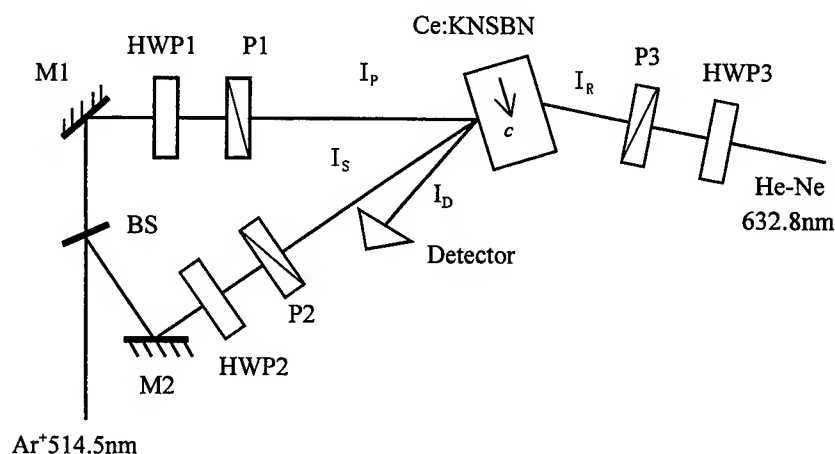 Ce:KNSBN
HWP1
P1
P3
M1
I_P
I_R
HWP3
c
I_S
He-Ne
632.8nm
I_D
BS
Detector
P2
HWP2
M2
Ar⁺514.5nm